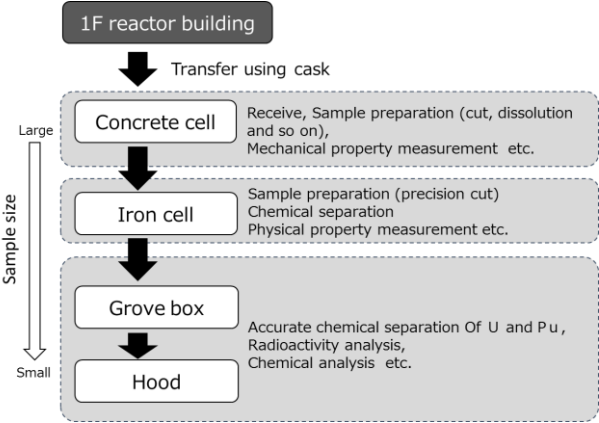 1F reactor building
Transfer using cask
Concrete cell
Receive, Sample preparation (cut, dissolution
and so on),
Mechanical property measurement etc.
Large
Sample size
Small
Iron cell
Sample preparation (precision cut)
Chemical separation
Physical property measurement etc.
Grove box
Hood
Accurate chemical separation Of U and Pu,
Radioactivity analysis,
Chemical analysis etc.